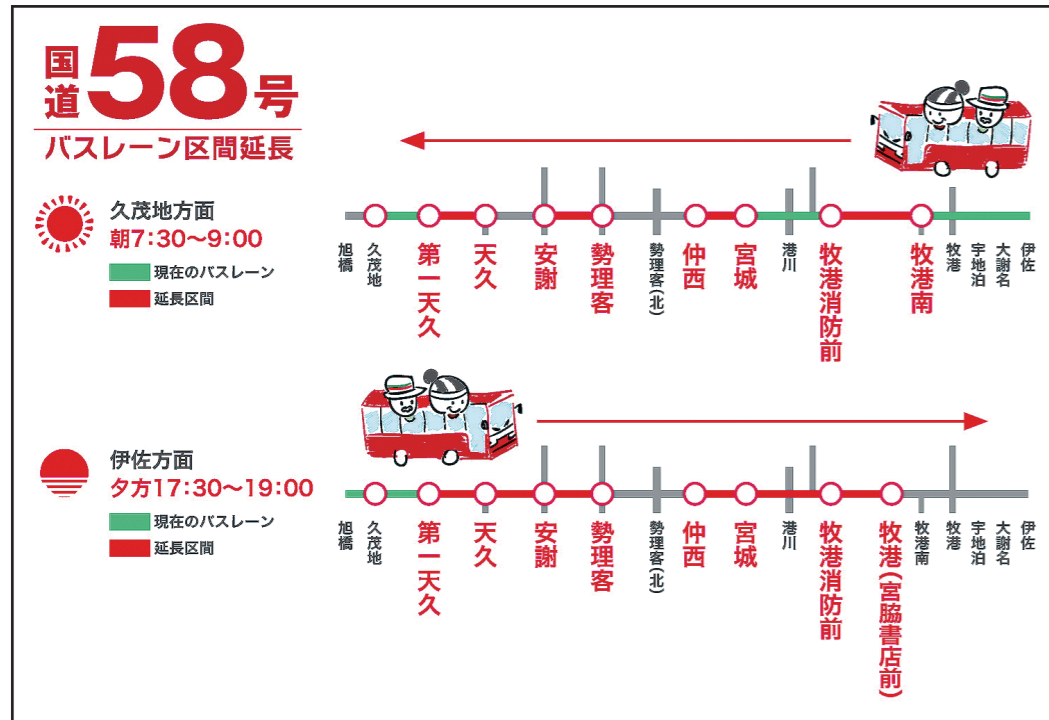 国道58号
バスレーン区間延長
久茂地方面
朝7:30〜9:00
現在のバスレーン
延長区間
旭橋
久茂地
第一天久
天久
安謝
勢理客
勢理客(北)
仲西
宮城
港川
牧港消防前
牧港南
牧港
宇地泊
大謝名
伊佐
伊佐方面
夕方17:30〜19:00
現在のバスレーン
延長区間
旭橋
久茂地
第一天久
天久
安謝
勢理客
勢理客(北)
仲西
宮城
港川
牧港消防前
牧港(宮脇書店前)
牧港南
牧港
宇地泊
大謝名
伊佐